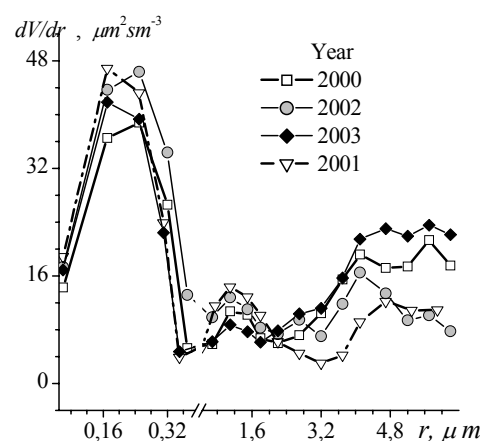 dV/dr , μm²sm⁻³
48
32
16
0
Year
2000
2002
2003
2001
0,16 0,32 1,6 3,2 4,8 r, μ m